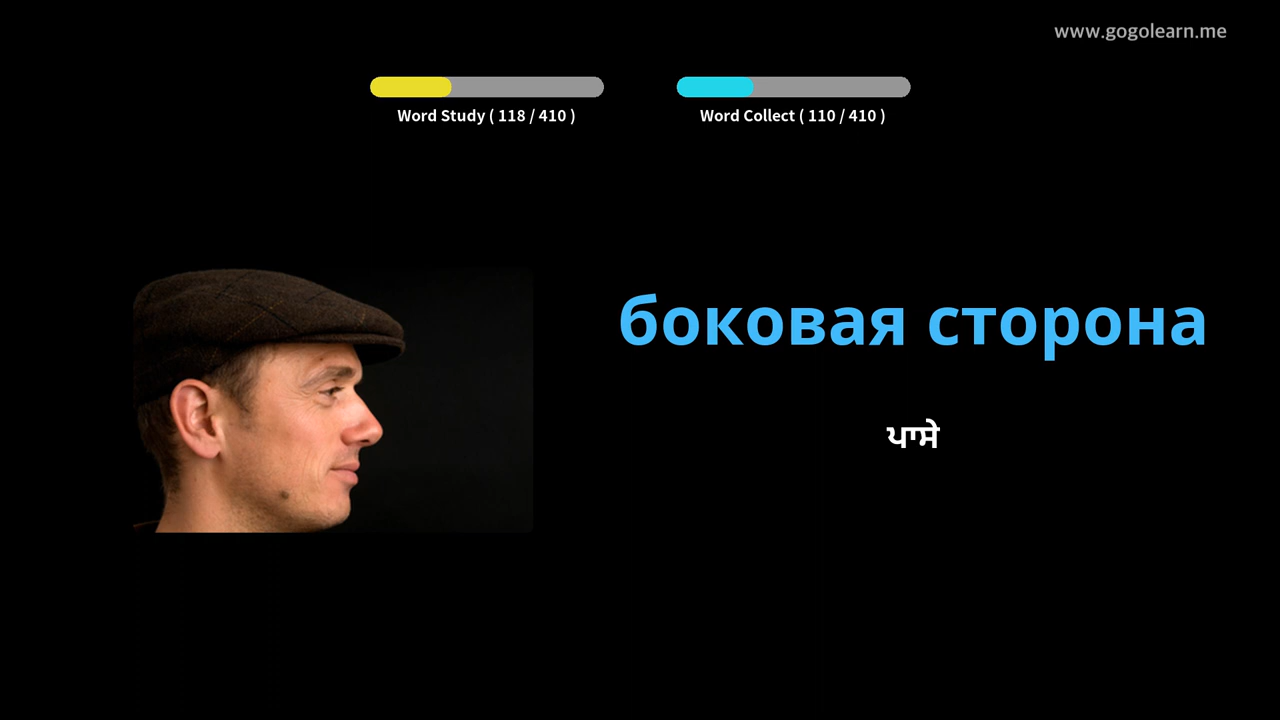 www.gogolearn.me
Word Study ( 118 / 410 )
Word Collect ( 110 / 410 )
боковая сторона
ਪਾਸੇ